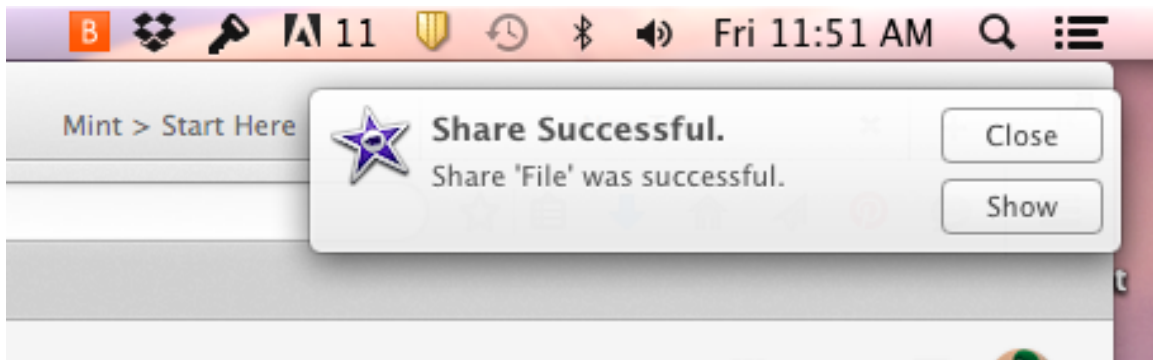 B 11 Fri 11:51 AM
Mint > Start Here
Share Successful.
Share 'File' was successful.
Close
Show
t